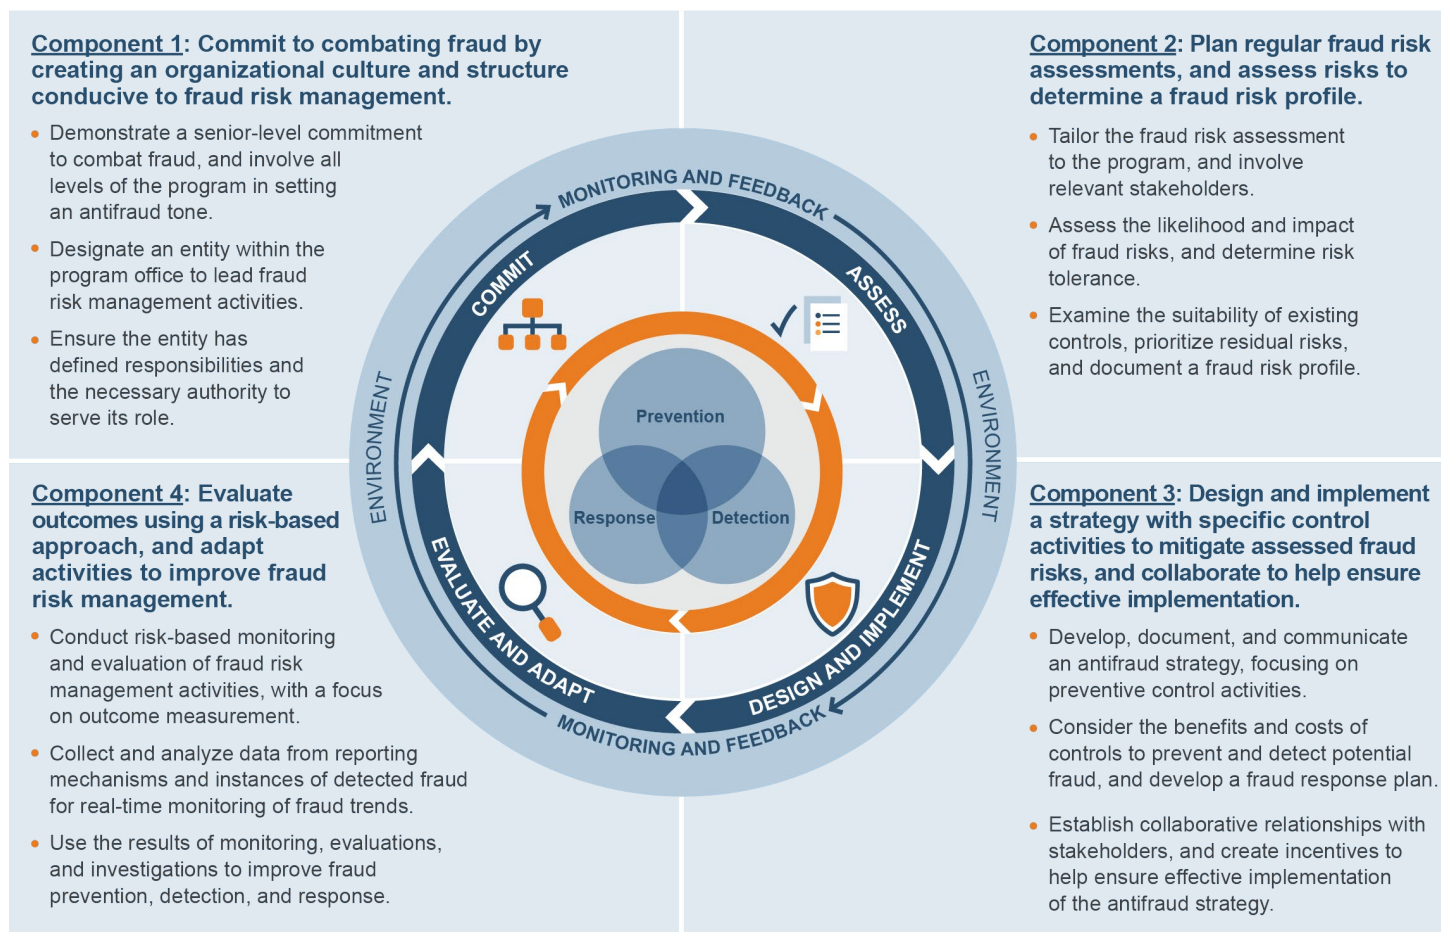 Component 1: Commit to combating fraud by
creating an organizational culture and structure
conducive to fraud risk management.
• Demonstrate a senior-level commitment
to combat fraud, and involve all
levels of the program in setting
an antifraud tone.
• Designate an entity within the
program office to lead fraud
risk management activities.
• Ensure the entity has
defined responsibilities and
the necessary authority to
serve its role.
Component 2: Plan regular fraud risk
assessments, and assess risks to
determine a fraud risk profile.
• Tailor the fraud risk assessment
to the program, and involve
relevant stakeholders.
• Assess the likelihood and impact
of fraud risks, and determine risk
tolerance.
• Examine the suitability of existing
controls, prioritize residual risks,
and document a fraud risk profile.
MONITORING AND FEEDBACK
COMMIT
ASSESS
ENVIRONMENT
ENVIRONMENT
Prevention
Response
Detection
EVALUATE AND ADAPT
DESIGN AND IMPLEMENT
MONITORING AND FEEDBACK
Component 4: Evaluate
outcomes using a risk-based
approach, and adapt
activities to improve fraud
risk management.
• Conduct risk-based monitoring
and evaluation of fraud risk
management activities, with a focus
on outcome measurement.
• Collect and analyze data from reporting
mechanisms and instances of detected fraud
for real-time monitoring of fraud trends.
• Use the results of monitoring, evaluations,
and investigations to improve fraud
prevention, detection, and response.
Component 3: Design and implement
a strategy with specific control
activities to mitigate assessed fraud
risks, and collaborate to help ensure
effective implementation.
• Develop, document, and communicate
an antifraud strategy, focusing on
preventive control activities.
• Consider the benefits and costs of
controls to prevent and detect potential
fraud, and develop a fraud response plan.
• Establish collaborative relationships with
stakeholders, and create incentives to
help ensure effective implementation
of the antifraud strategy.